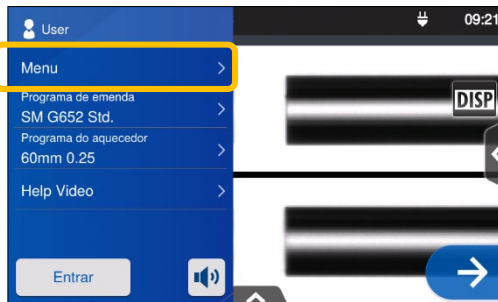 User
09:21
Menu
Programa de emenda
SM G652 Std.
DISP
Programa do aquecedor
60mm 0.25
Help Video
Entrar